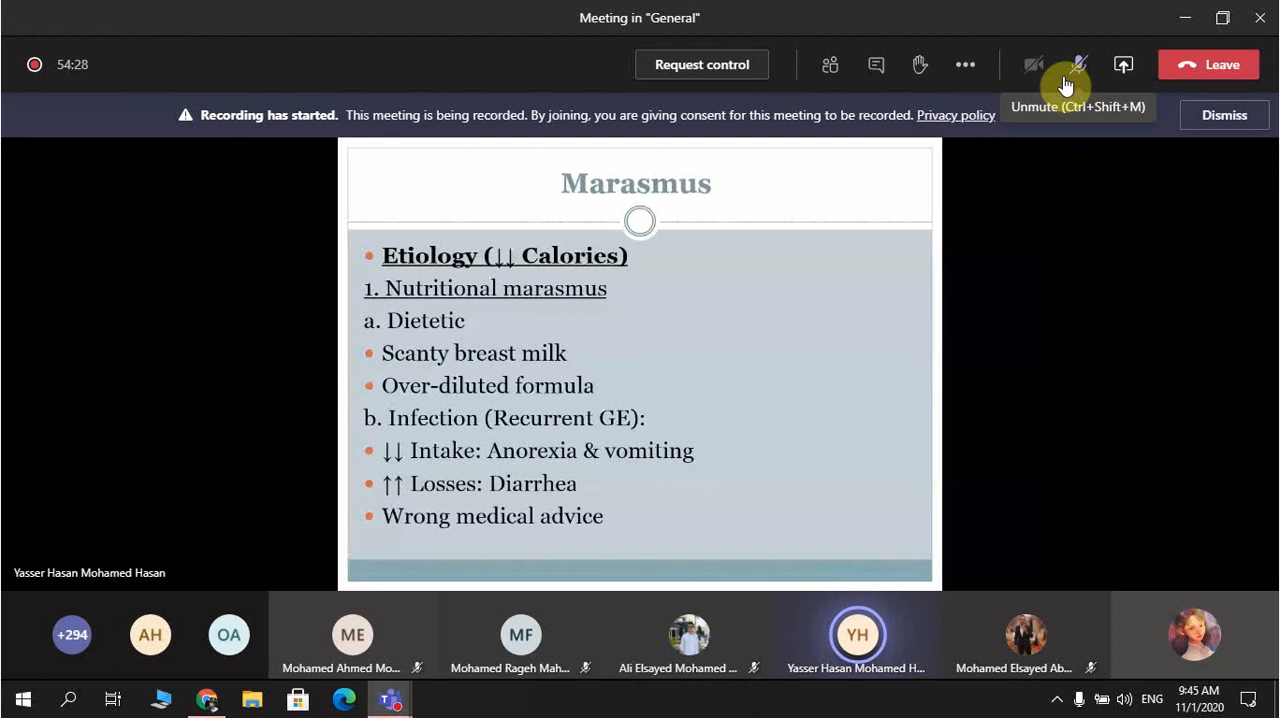 Meeting in "General"
54:28
Request control
Leave
Recording has started. This meeting is being recorded. By joining, you are giving consent for this meeting to be recorded. Privacy policy
Unmute (Ctrl+Shift+M)
Dismiss
Marasmus
• Etiology (↓↓ Calories)
1. Nutritional marasmus
a. Dietetic
• Scanty breast milk
• Over-diluted formula
b. Infection (Recurrent GE):
• ↓↓ Intake: Anorexia & vomiting
• ↑↑ Losses: Diarrhea
• Wrong medical advice
Yasser Hasan Mohamed Hasan
+294
AH
OA
ME
MF
YH
Mohamed Ahmed Mo...
Mohamed Rageh Mah...
Ali Elsayed Mohamed ...
Yasser Hasan Mohamed H...
Mohamed Elsayed Ab...
ENG
9:45 AM
11/1/2020